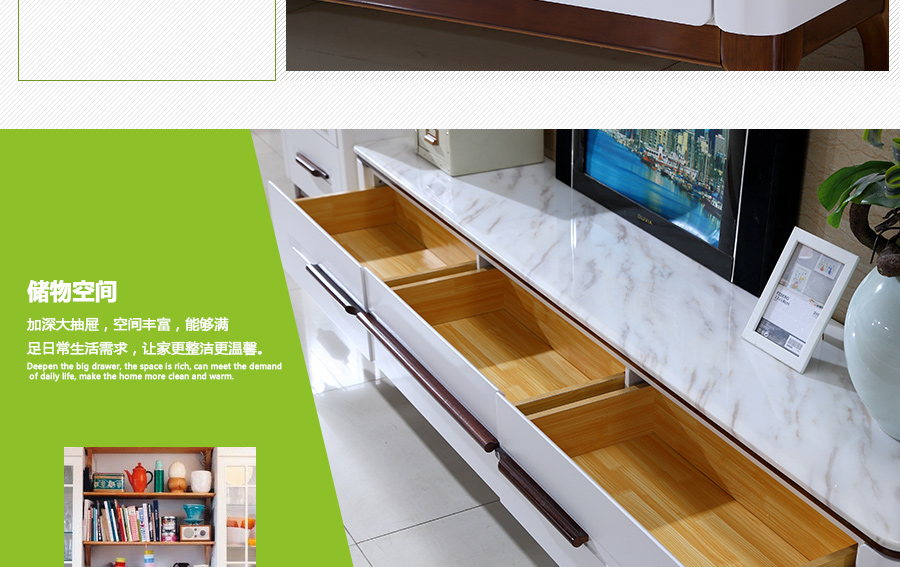 储物空间
加深大抽屉，空间丰富，能够满
足日常生活需求，让家更整洁更温馨。
Deepen the big drawer, the space is rich, can meet the demand
of daily life, make the home more clean and warm.